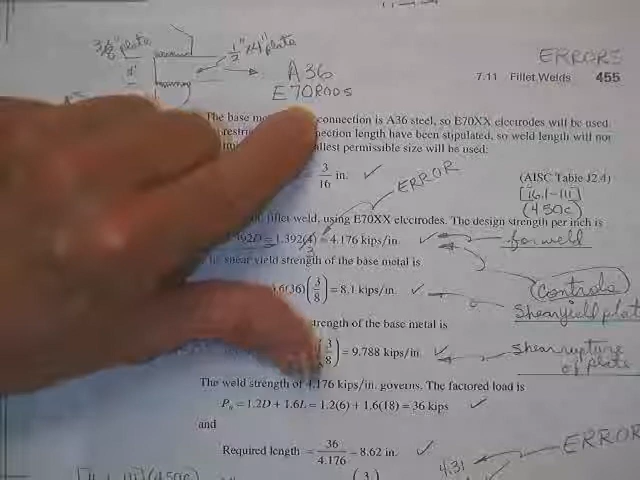 3/8" plate
1/2" x 4" plate
4"
A36
E70RODS
ERRORS
7.11 Fillet Welds 455
The base connection is A36 steel, so E70XX electrodes will be used.
restric connection length have been stipulated, so weld length will not
smallest permissible size will be used:
3/16 in. ✓
(AISC Table J2.4)
[16.1-111]
(450c)
ERROR
fillet weld, using E70XX electrodes. The design strength per inch is
392D = 1.392(4) = 4.176 kips/in. ✓
3
for weld
shear yield strength of the base metal is
Controls
.6(36)(3/8) = 8.1 kips/in. ✓
Shear yield plate
strength of the base metal is
(3/8) = 9.788 kips/in ✓
shear rupture
of plate
The weld strength of 4.176 kips/in. governs. The factored load is
Pu = 1.2D + 1.6L = 1.2(6) + 1.6(18) = 36 kips ✓
and
ERROR
Required length = 36/4.176 = 8.62 in. ✓
4.31
(450c)